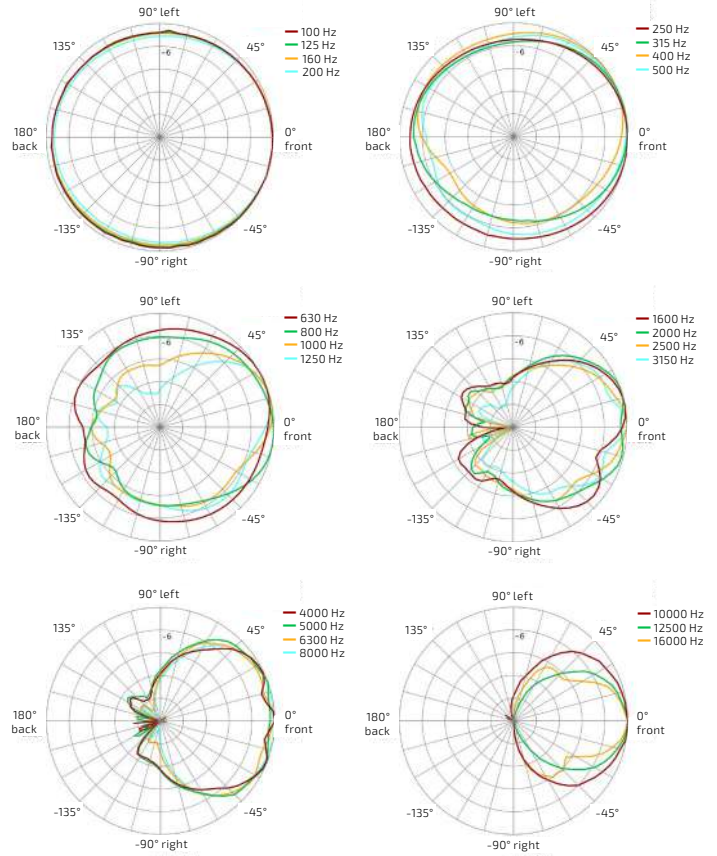 90° left
100 Hz
125 Hz
160 Hz
200 Hz
135°
45°
-6
180°
back
0°
front
-135°
-45°
-90° right
90° left
250 Hz
315 Hz
400 Hz
500 Hz
135°
45°
-6
180°
back
0°
front
-135°
-45°
-90° right
90° left
630 Hz
800 Hz
1000 Hz
1250 Hz
135°
45°
-6
180°
back
0°
front
-135°
-45°
-90° right
90° left
1600 Hz
2000 Hz
2500 Hz
3150 Hz
135°
45°
-6
180°
back
0°
front
-135°
-45°
-90° right
90° left
4000 Hz
5000 Hz
6300 Hz
8000 Hz
135°
45°
-6
180°
back
0°
front
-135°
-45°
-90° right
90° left
10000 Hz
12500 Hz
16000 Hz
135°
45°
-6
180°
back
0°
front
-135°
-45°
-90° right